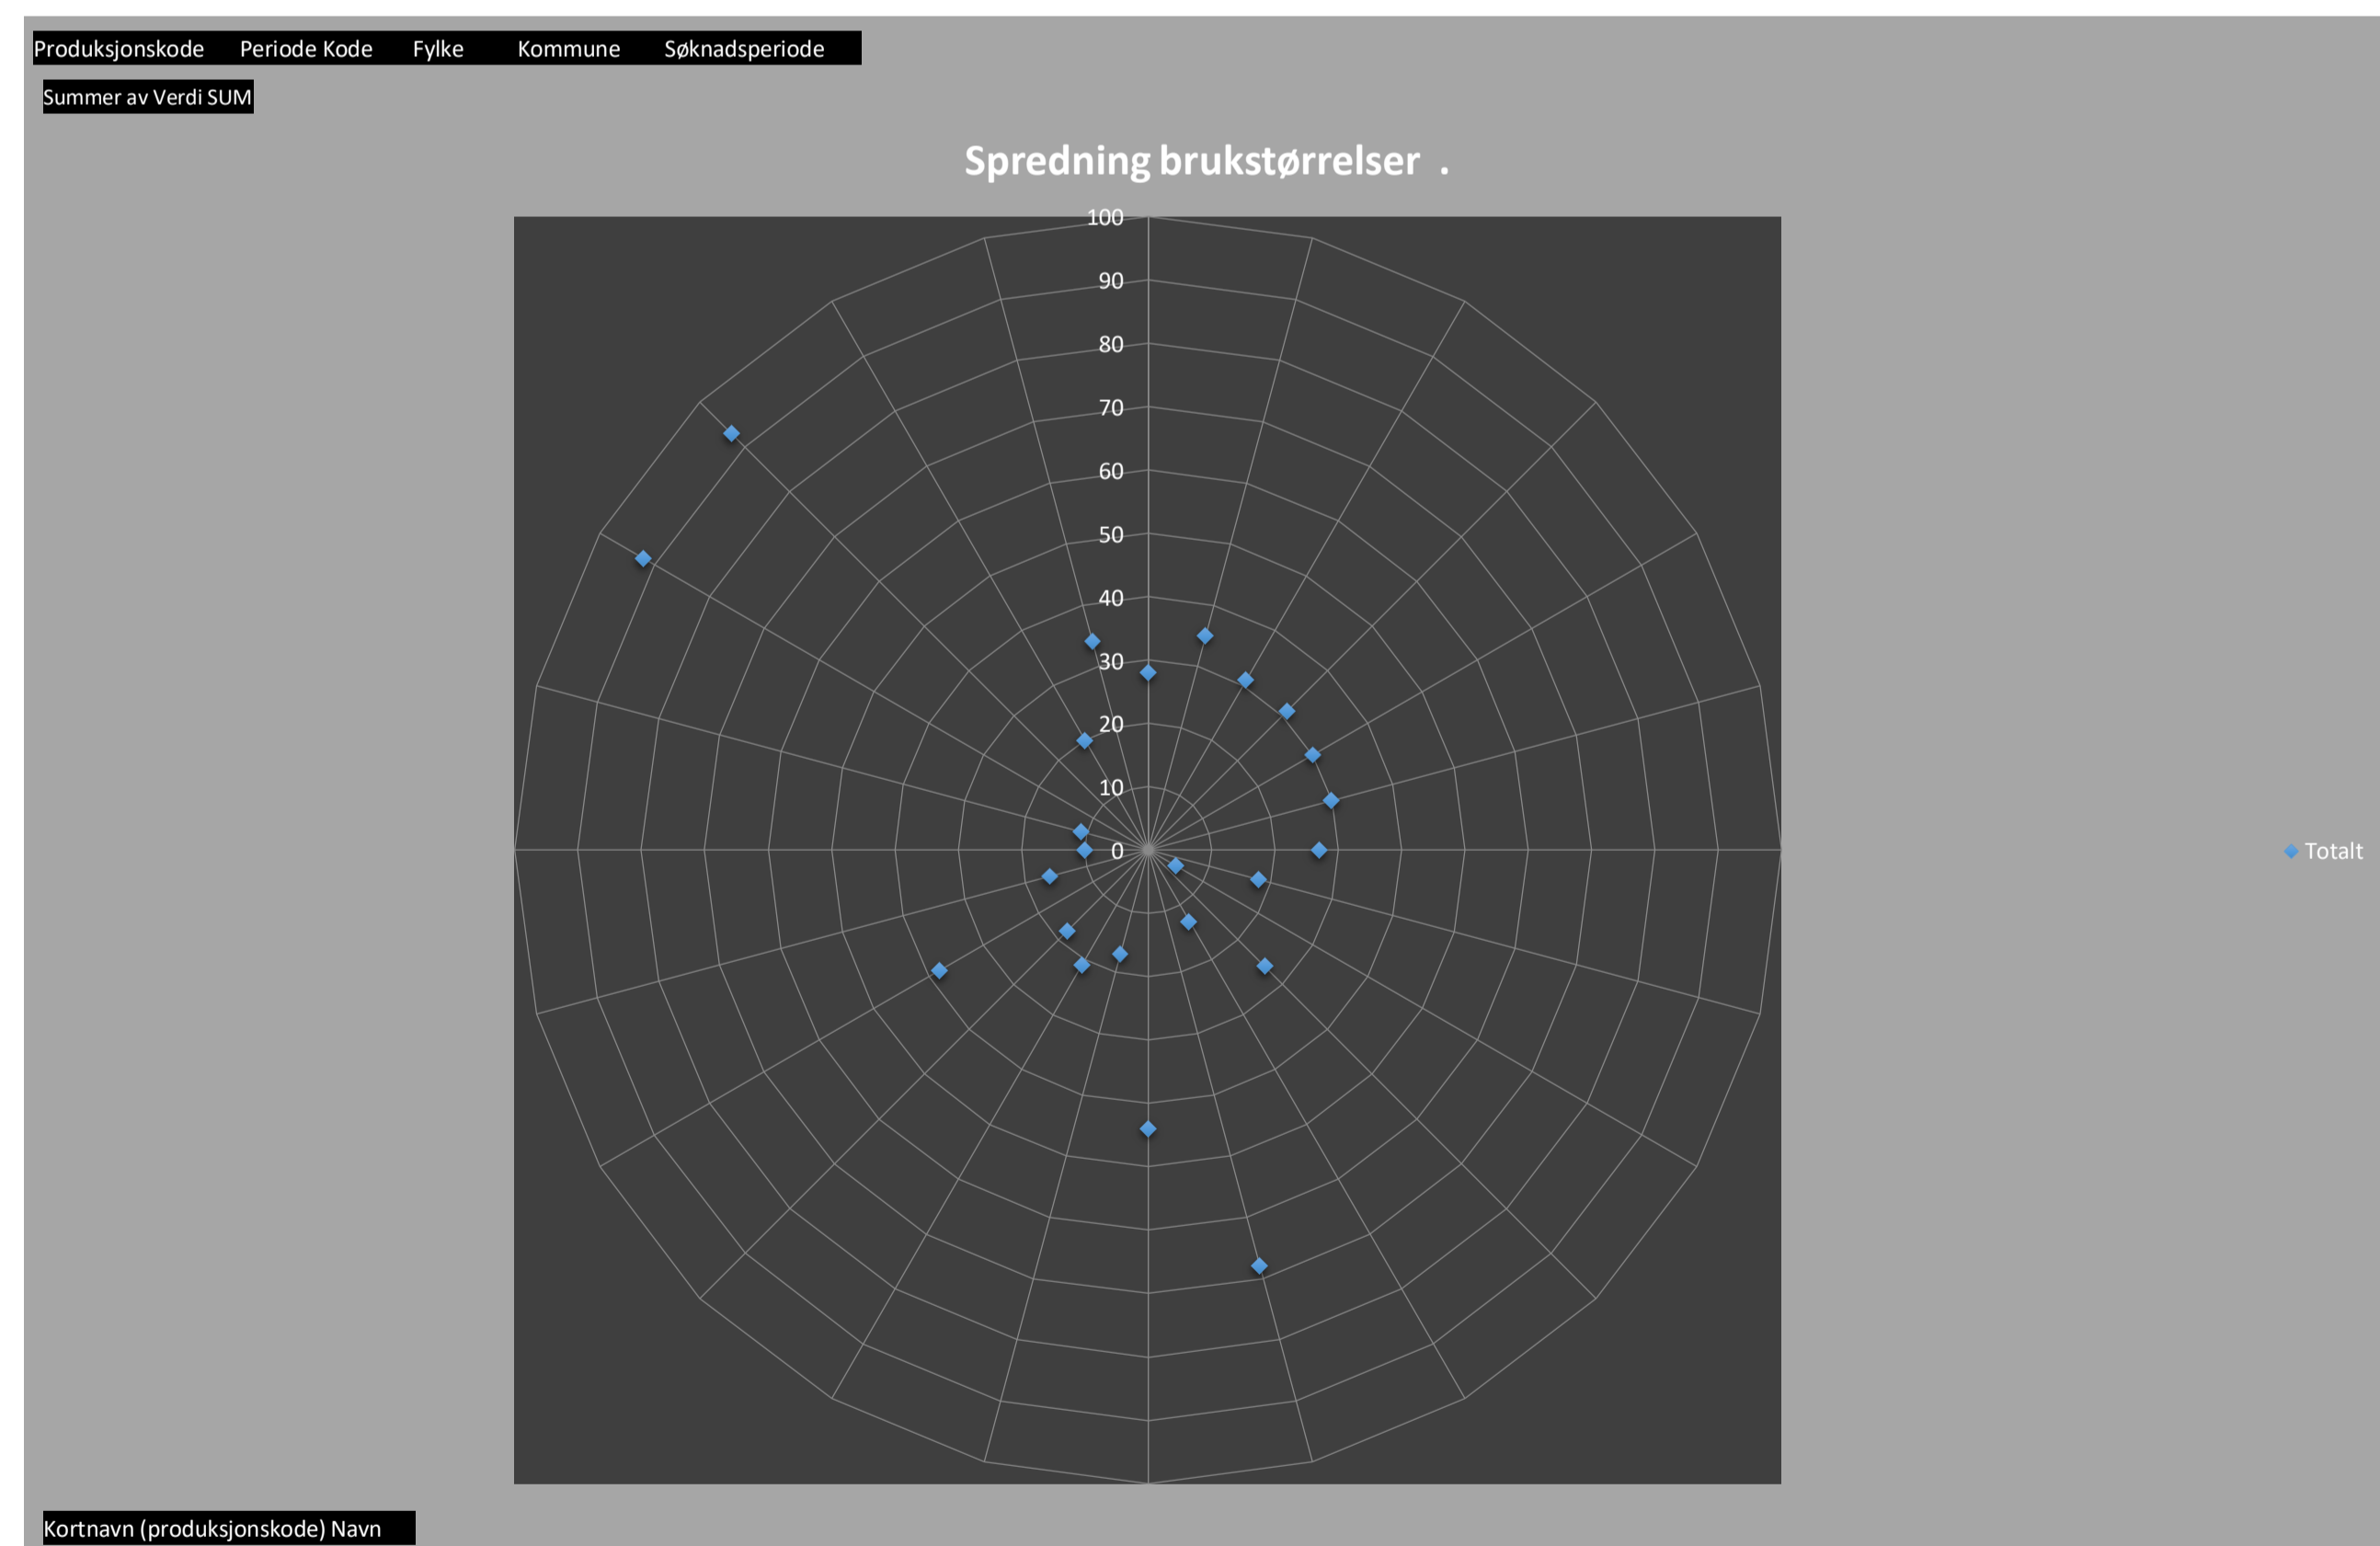 Produksjonskode Periode Kode Fylke Kommune Søknadsperiode
Summer av Verdi SUM
Spredning brukstørrelser .
100
90
80
70
60
50
40
30
20
10
0
Totalt
Kortnavn (produksjonskode) Navn